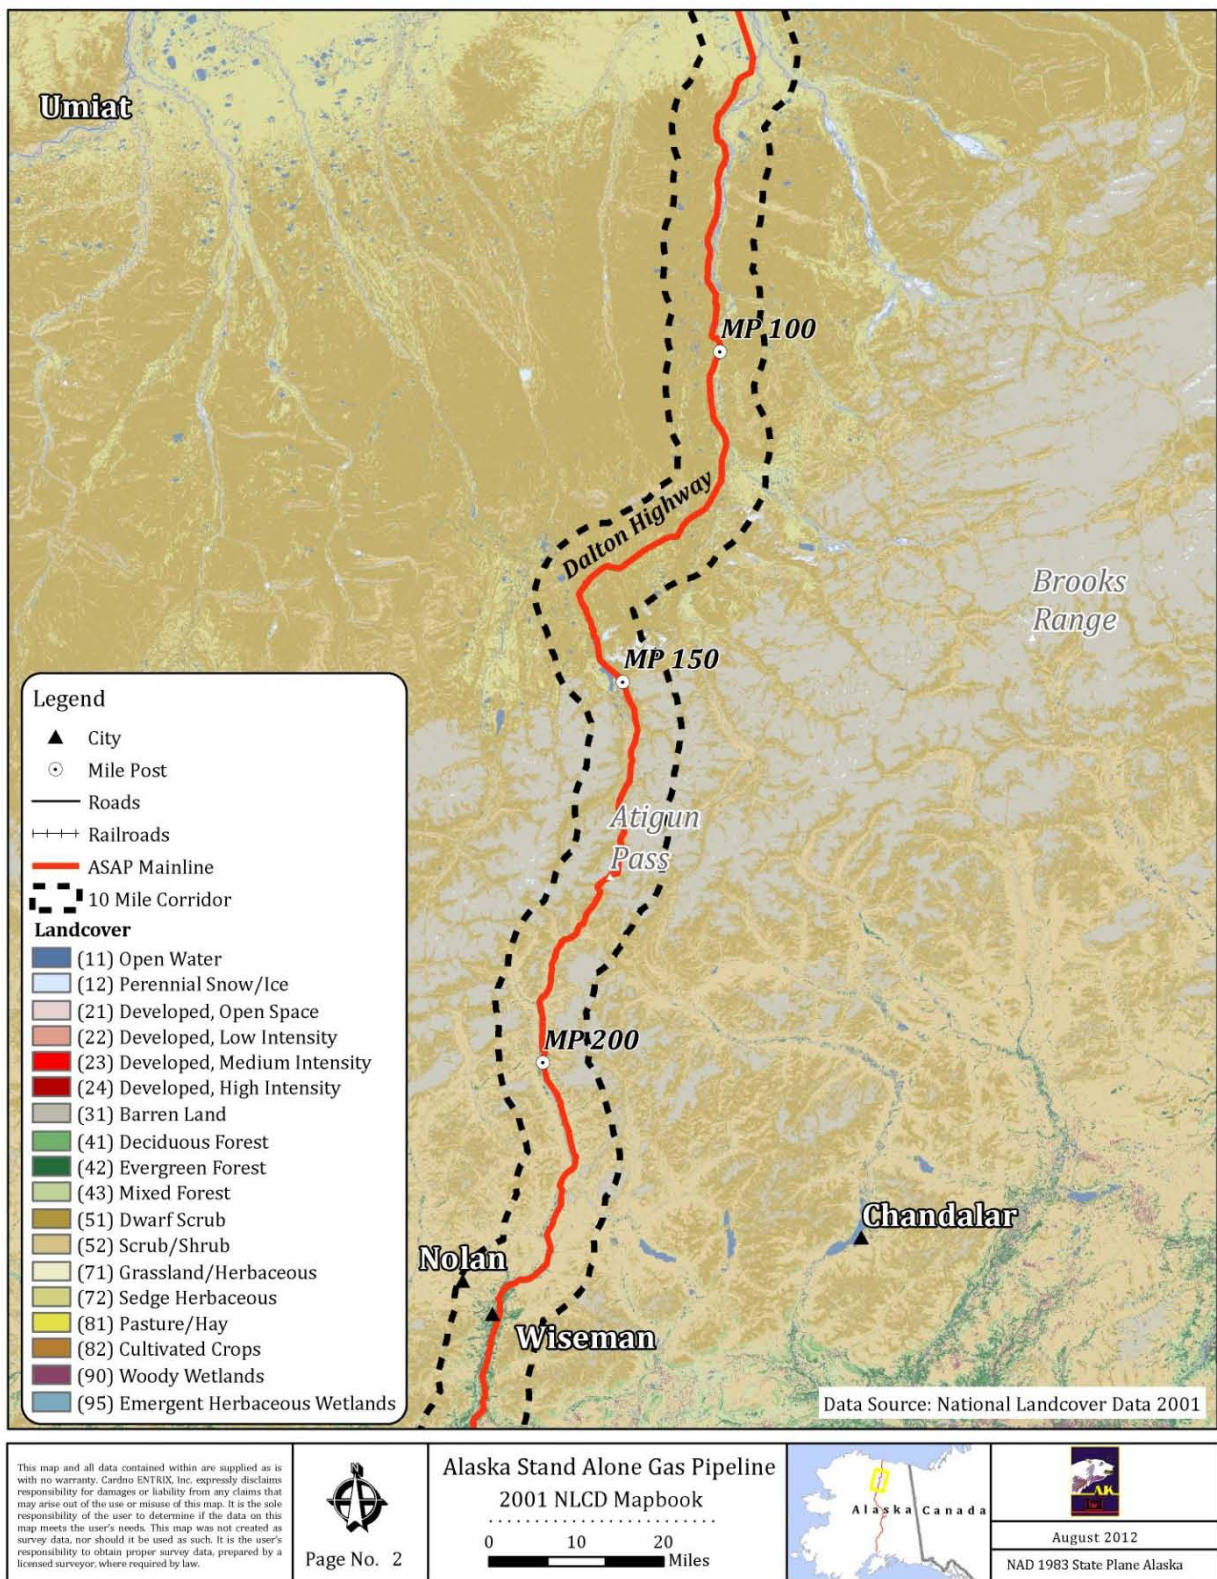 Umiat
MP 100
Dalton Highway
Brooks
Range
MP 150
Atigun
Pass
MP 200
Chandalar
Nolan
Wiseman
Legend
City
Mile Post
Roads
Railroads
ASAP Mainline
10 Mile Corridor
Landcover
(11) Open Water
(12) Perennial Snow/Ice
(21) Developed, Open Space
(22) Developed, Low Intensity
(23) Developed, Medium Intensity
(24) Developed, High Intensity
(31) Barren Land
(41) Deciduous Forest
(42) Evergreen Forest
(43) Mixed Forest
(51) Dwarf Scrub
(52) Scrub/Shrub
(71) Grassland/Herbaceous
(72) Sedge Herbaceous
(81) Pasture/Hay
(82) Cultivated Crops
(90) Woody Wetlands
(95) Emergent Herbaceous Wetlands
Data Source: National Landcover Data 2001
This map and all data contained within are supplied as is
with no warranty. Cardno ENTRIX, Inc. expressly disclaims
responsibility for damages or liability from any claims that
may arise out of the use or misuse of this map. It is the sole
responsibility of the user to determine if the data on this
map meets the user's needs. This map was not created as
survey data, nor should it be used as such. It is the user's
responsibility to obtain proper survey data, prepared by a
licensed surveyor, where required by law.
N
Page No. 2
Alaska Stand Alone Gas Pipeline
2001 NLCD Mapbook
0 10 20
Miles
Alaska Canada
AK
August 2012
NAD 1983 State Plane Alaska